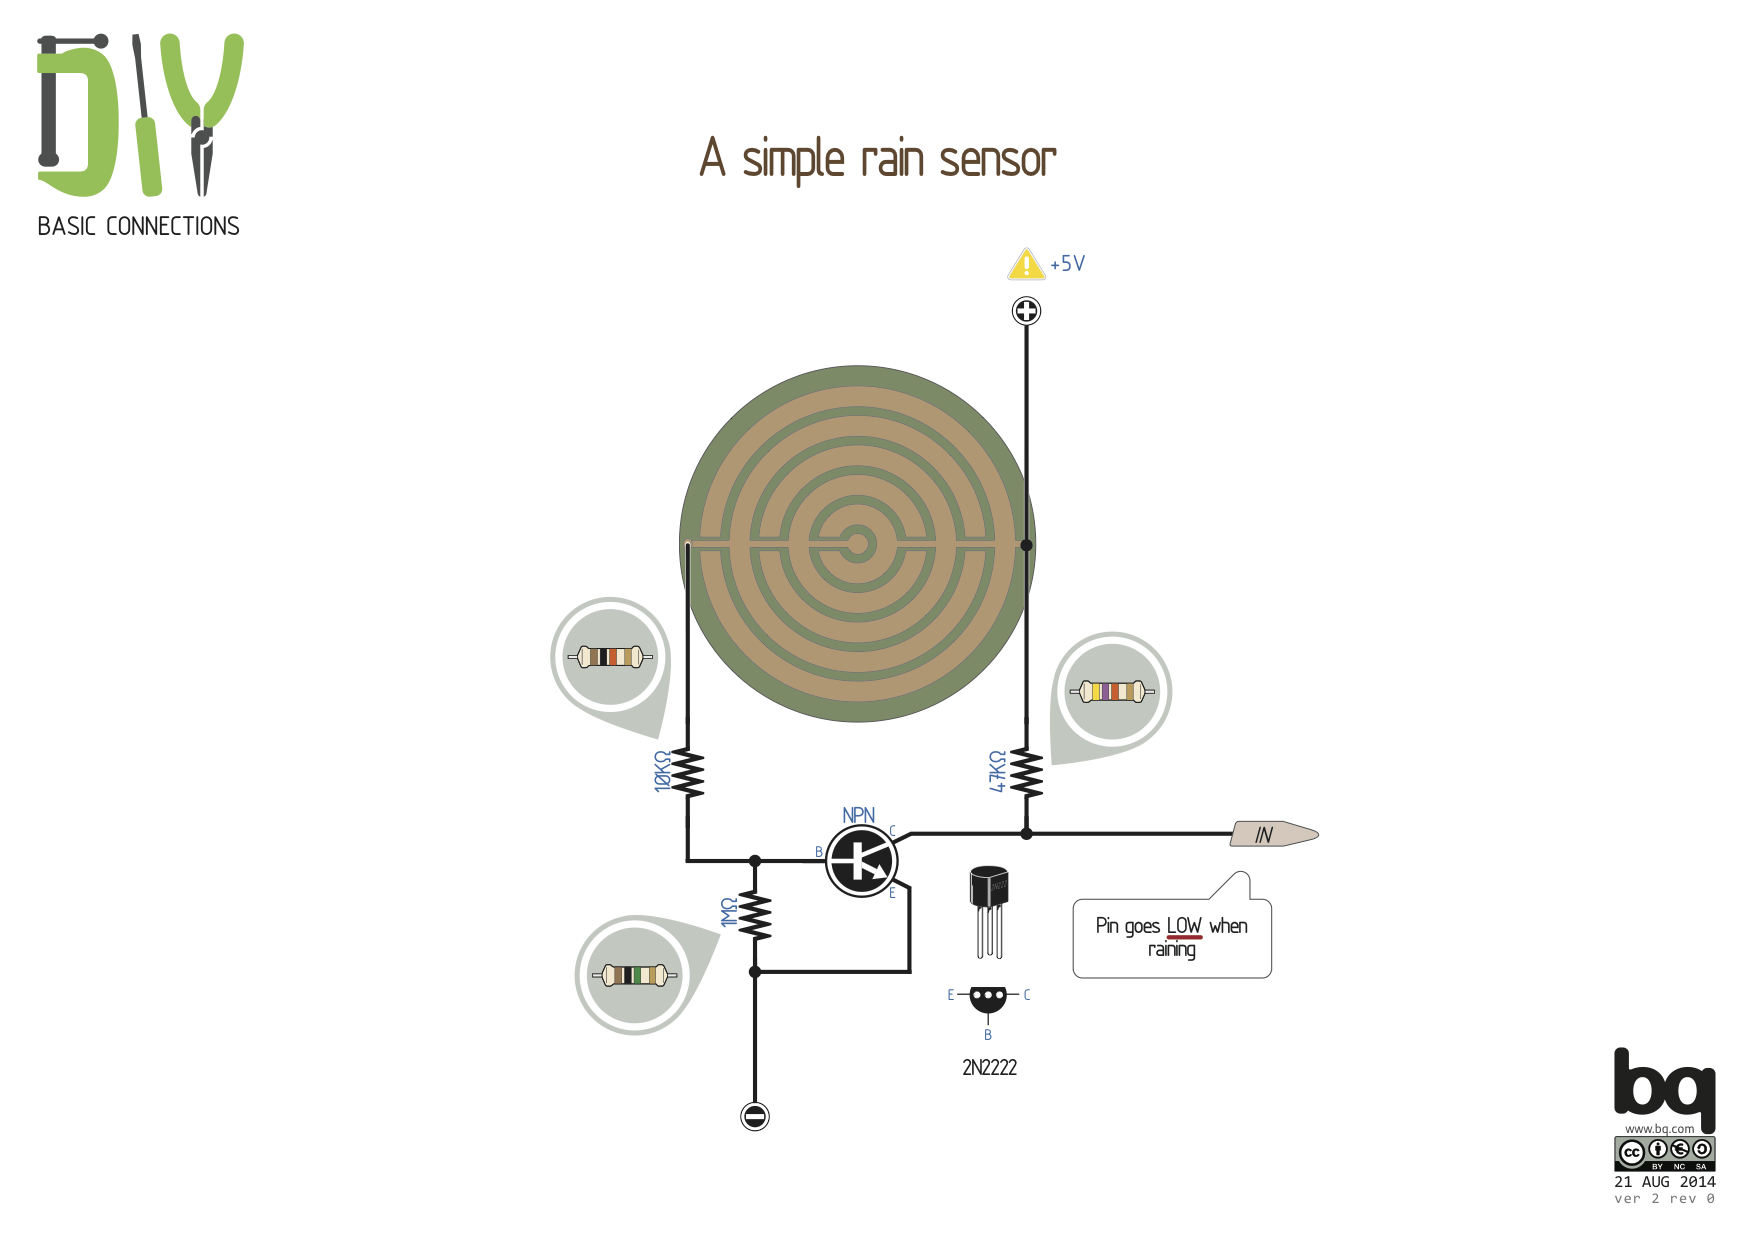 DIY
BASIC CONNECTIONS
A simple rain sensor
+5V
10KΩ
47KΩ
NPN
C
B
E
IN
1MΩ
2N2222
Pin goes LOW when
raining
E
C
B
2N2222
bq
www.bq.com
cc
BY NC SA
21 AUG 2014
ver 2 rev 0